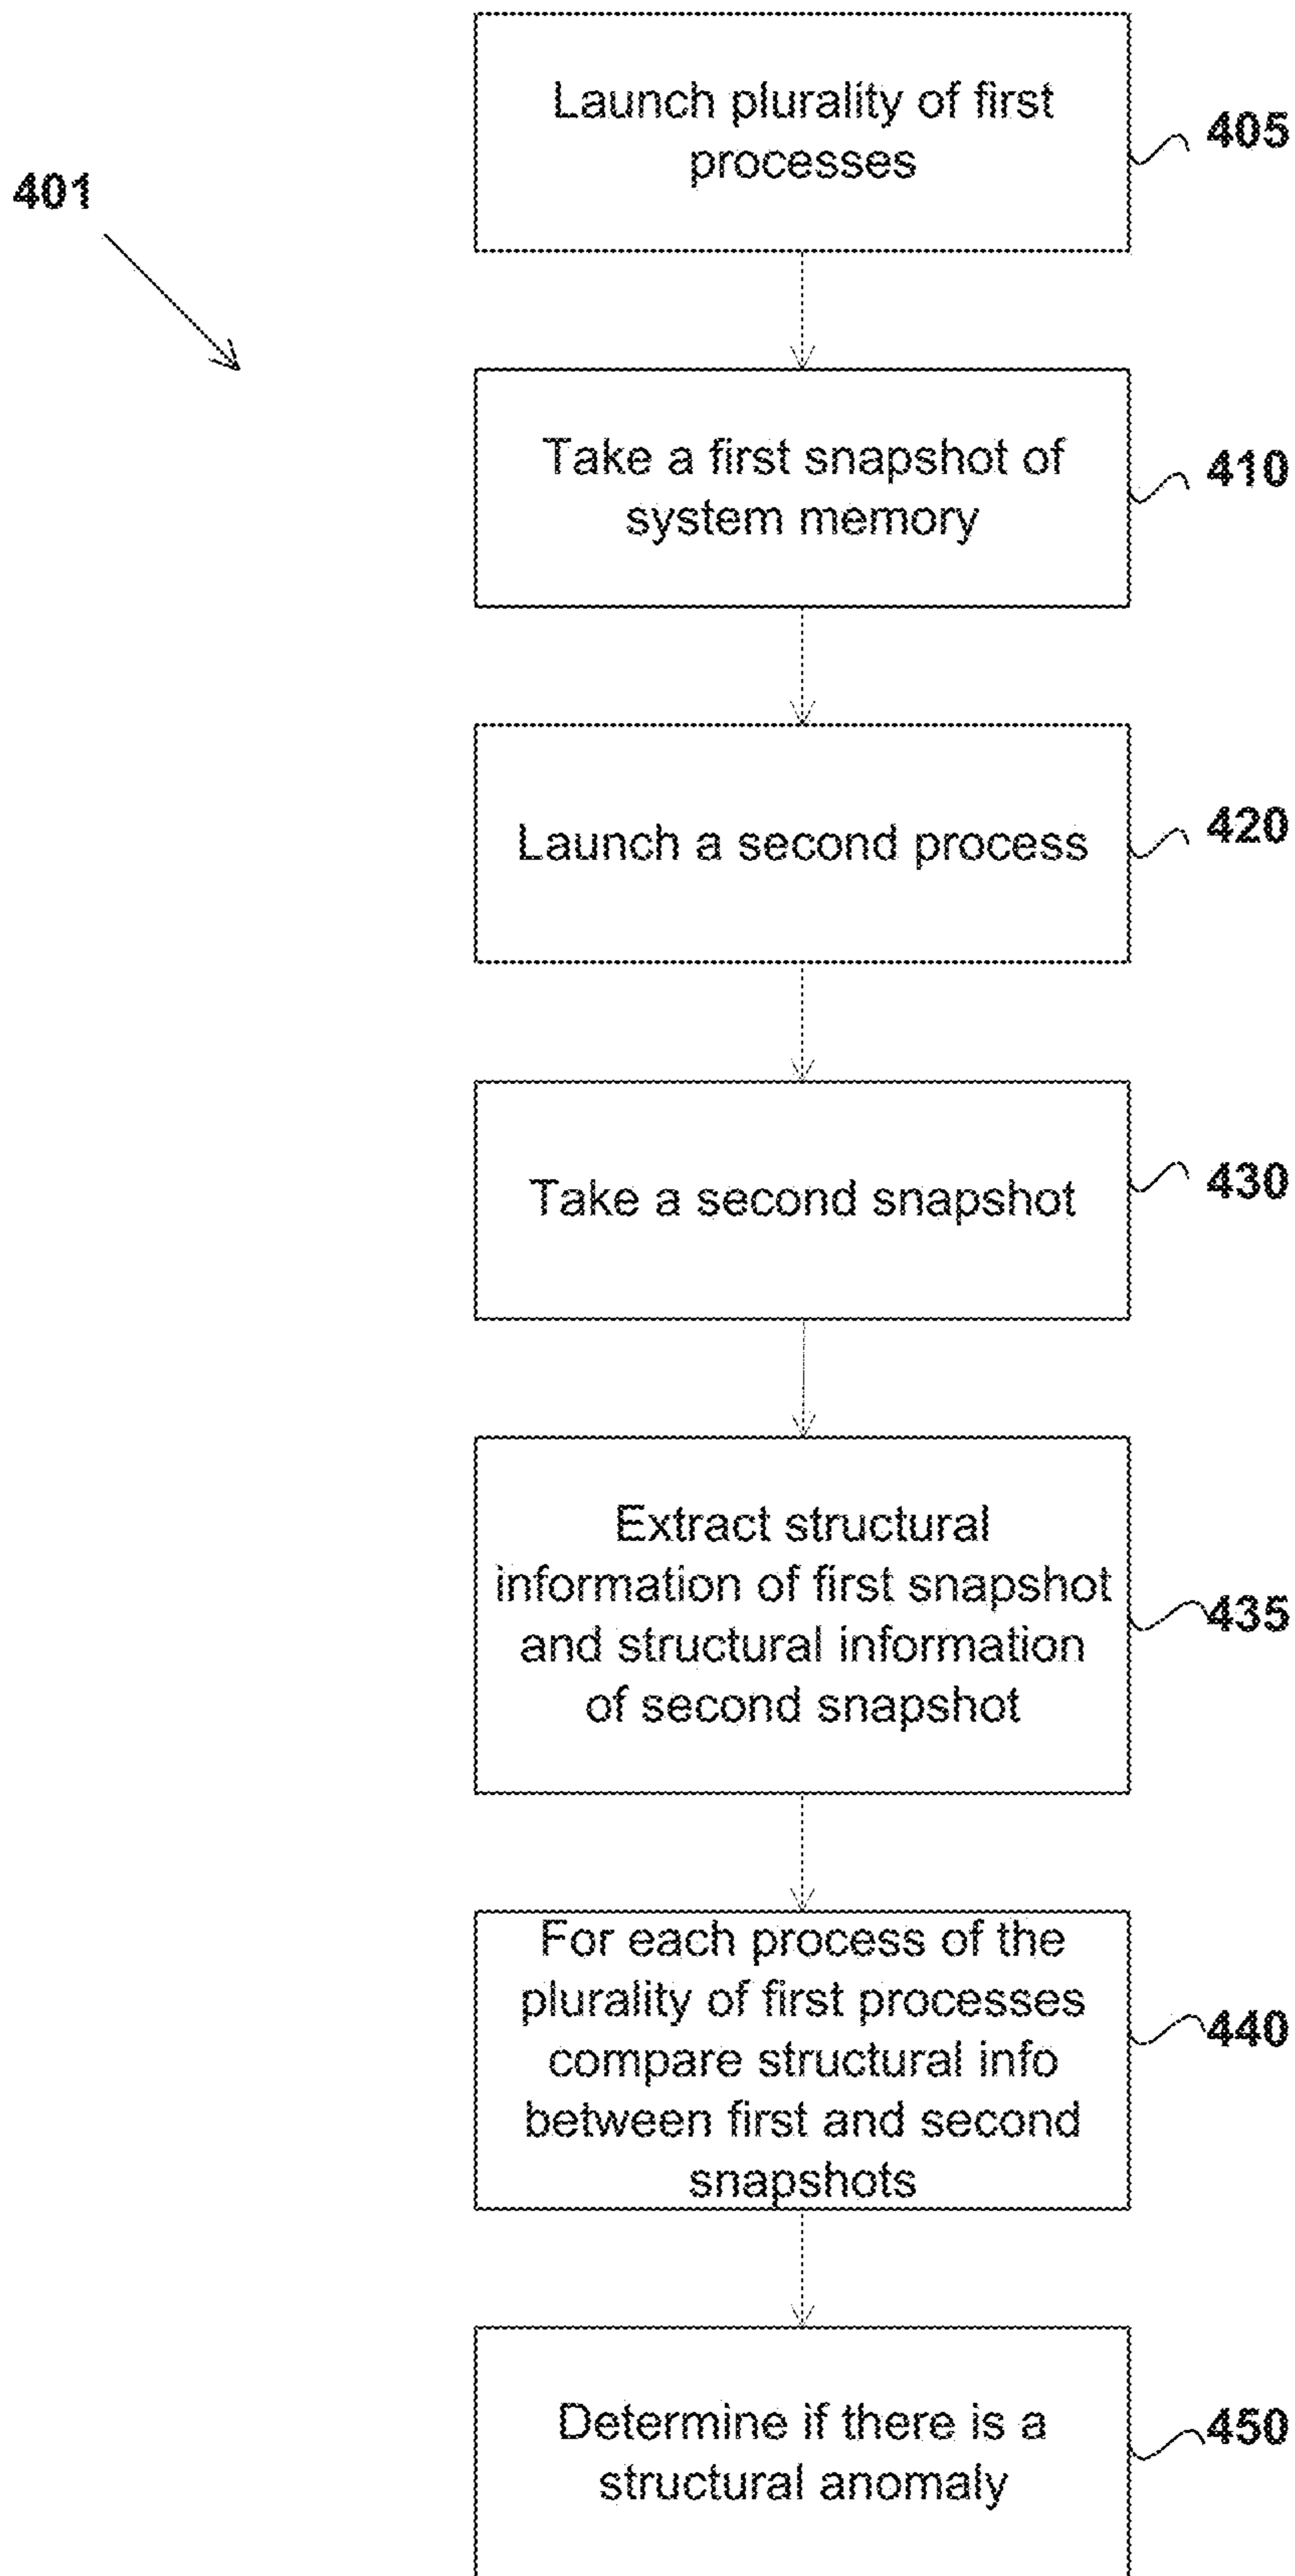 Launch plurality of first
processes
405
401
Take a first snapshot of
system memory
410
Launch a second process
420
Take a second snapshot
430
Extract structural
information of first snapshot
and structural information
of second snapshot
435
For each process of the
plurality of first processes
compare structural info
between first and second
snapshots
440
Determine if there is a
structural anomaly
450